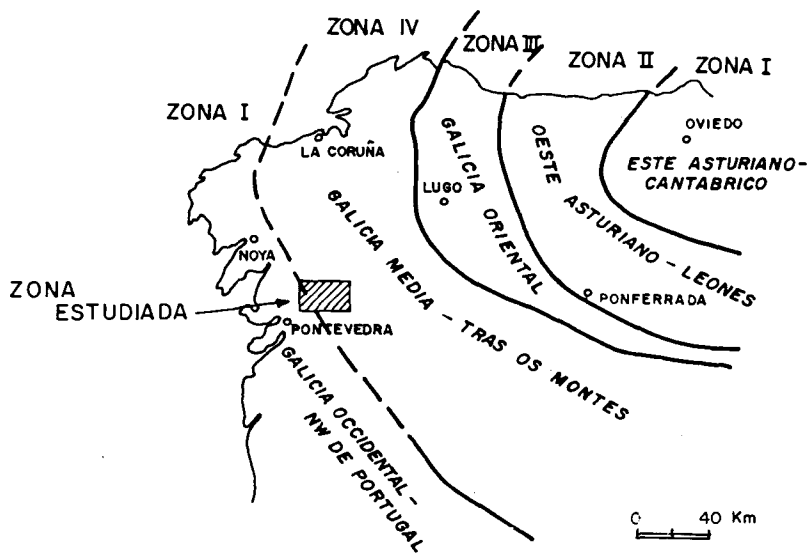 ZONA IV
ZONA III
ZONA II
ZONA I
ZONA I
LA CORUÑA
OVIEDO
ESTE ASTURIANO-
CANTABRICO
LUGO
GALICIA ORIENTAL
OESTE ASTURIANO - LEONES
GALICIA MEDIA - TRAS OS MONTES
NOYA
PONFERRADA
ZONA
ESTUDIADA
PONTEVEDRA
GALICIA OCCIDENTAL -
NW DE PORTUGAL
0 40 Km